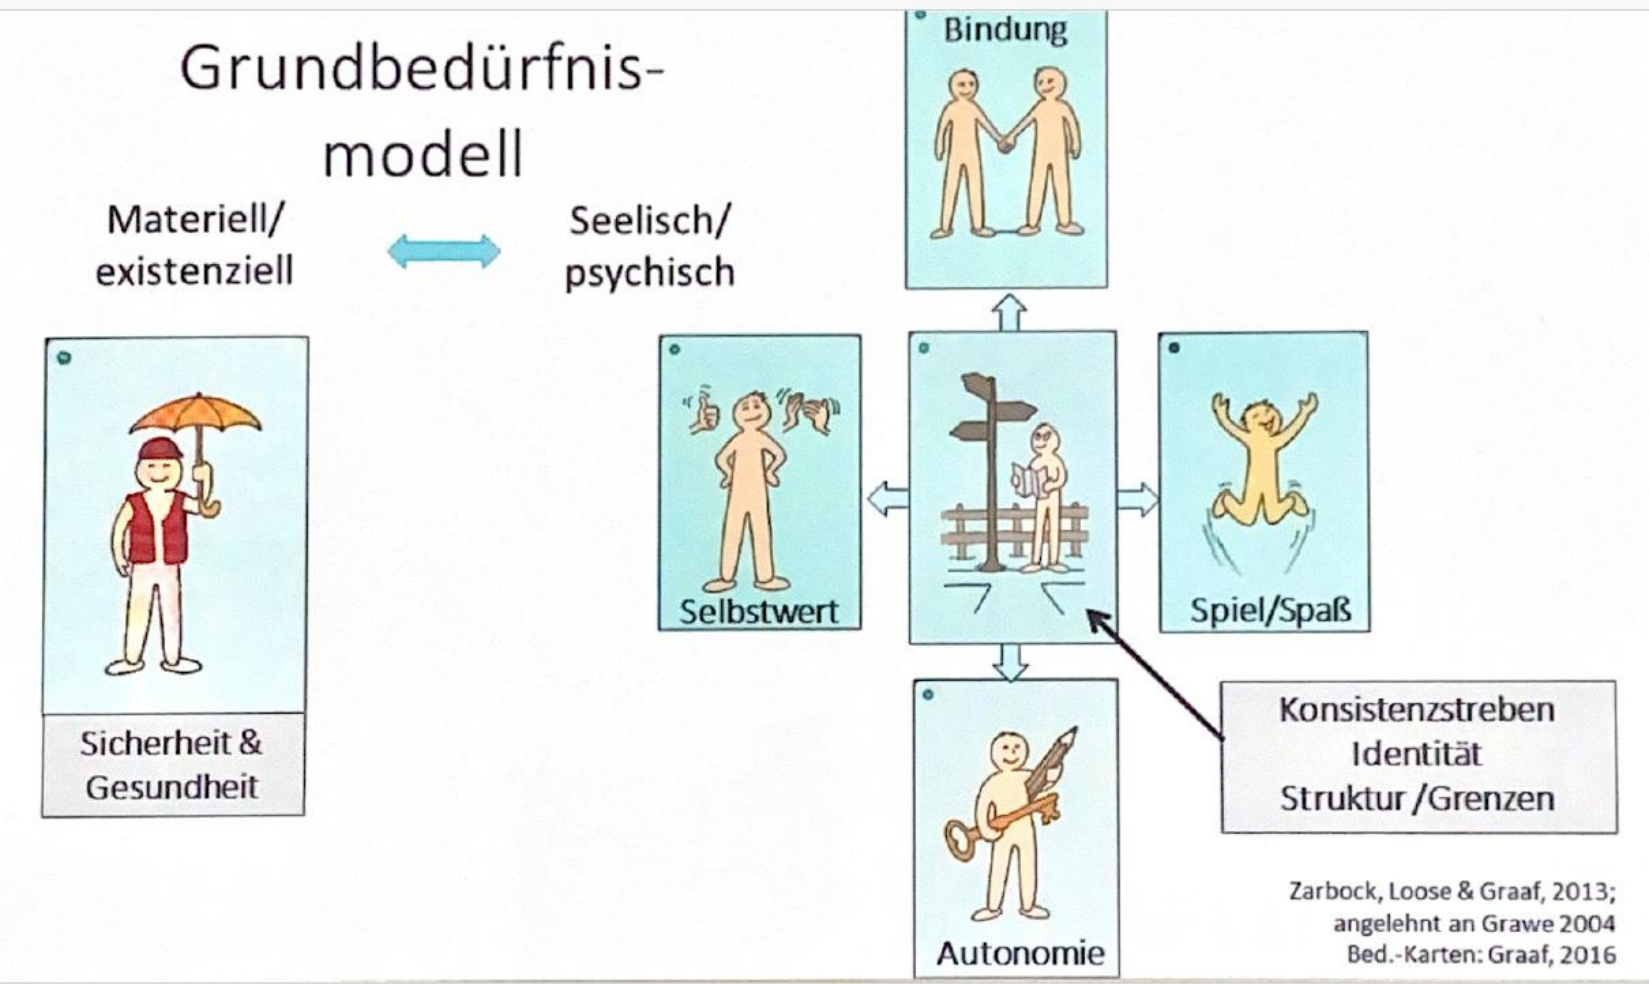 Grundbedürfnis-
modell
Materiell/
existenziell
Seelisch/
psychisch
Sicherheit &
Gesundheit
Bindung
Selbstwert
Spiel/Spaß
Autonomie
Konsistenzstreben
Identität
Struktur /Grenzen
Zarbock, Loose & Graaf, 2013;
angelehnt an Grawe 2004
Bed.-Karten: Graaf, 2016